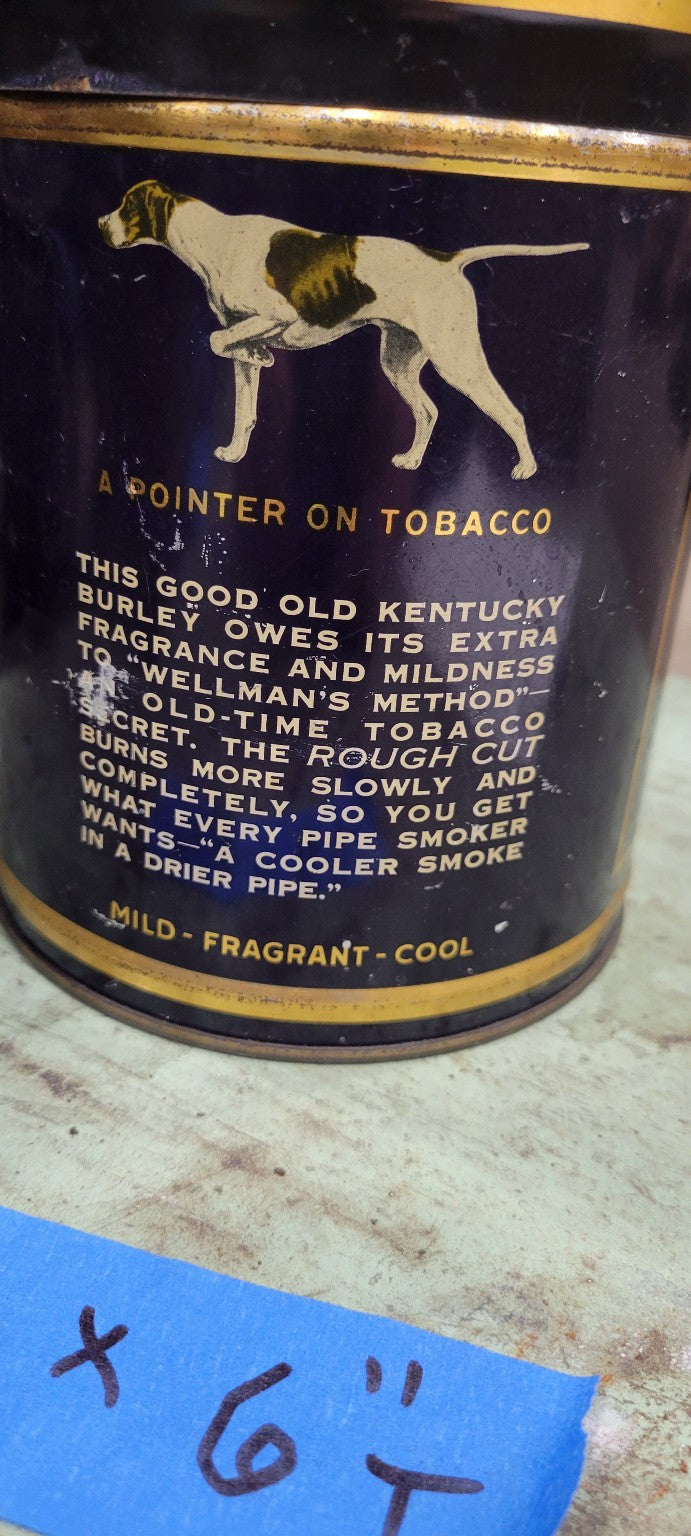 A POINTER ON TOBACCO
THIS GOOD OLD KENTUCKY
BURLEY OWES ITS EXTRA
FRAGRANCE AND MILDNESS
TO "WELLMAN'S METHOD"—
AN OLD-TIME TOBACCO
SECRET. THE ROUGH CUT
BURNS MORE SLOWLY AND
COMPLETELY, SO YOU GET
WHAT EVERY PIPE SMOKER
WANTS—"A COOLER SMOKE
IN A DRIER PIPE."
MILD - FRAGRANT - COOL
x 6" T